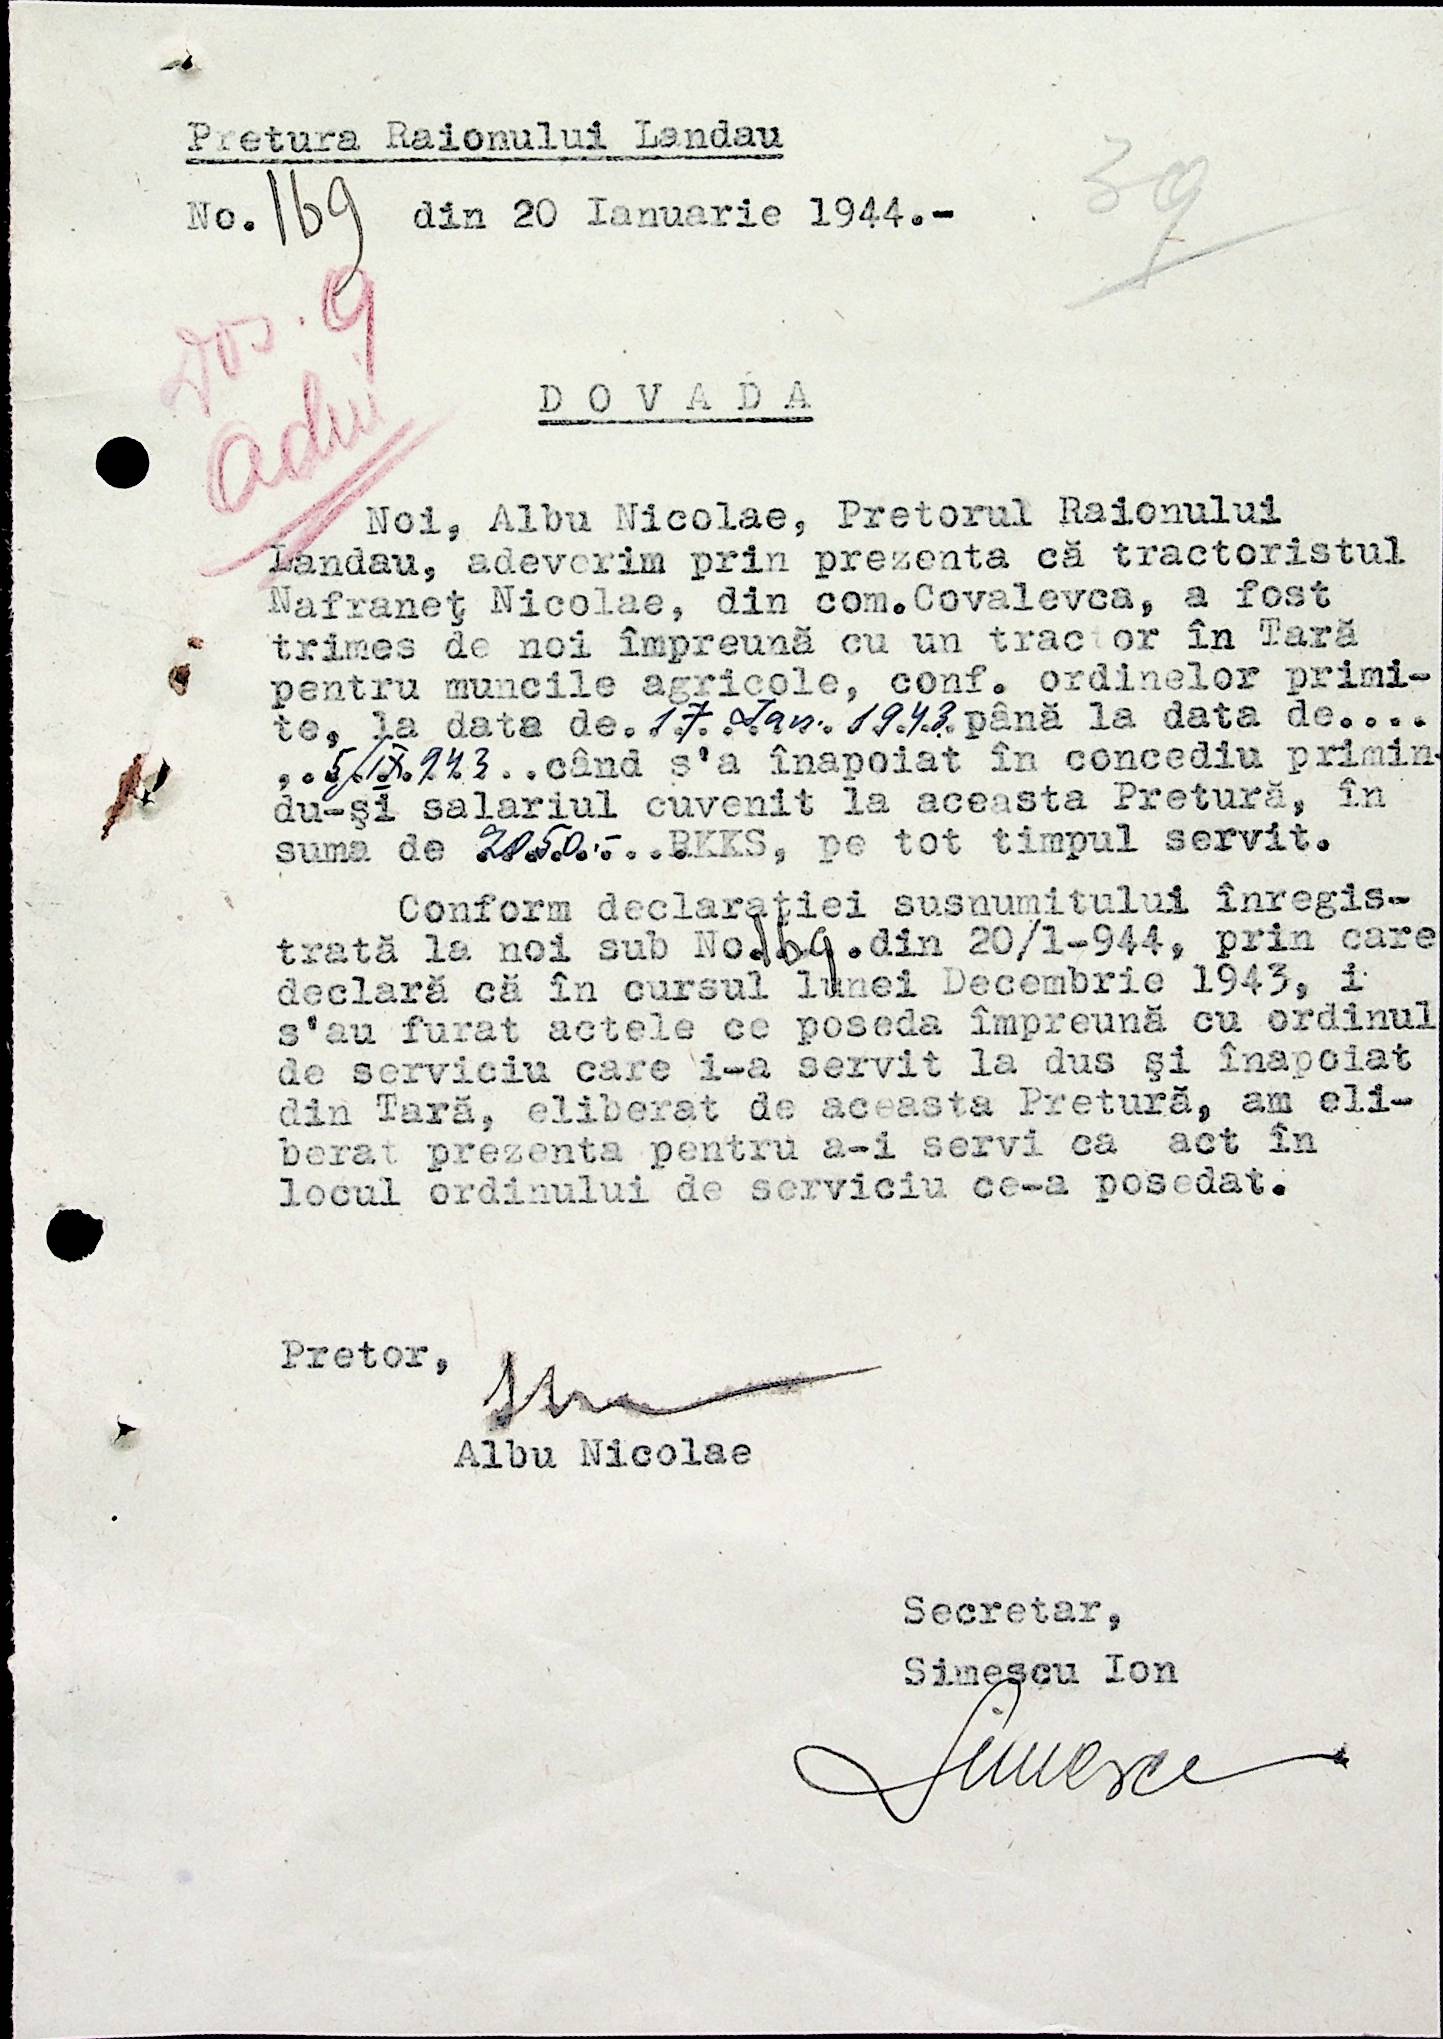 Pretura Raionului Landau
No. 169 din 20 Ianuarie 1944.-
39
Dos. 9
adm
D O V A D A
Noi, Albu Nicolae, Pretorul Raionului
Landau, adeverim prin prezenta că tractoristul
Nafraneţ Nicolae, din com.Covalevca, a fost
trimes de noi împreună cu un tractor în Tară
pentru muncile agricole, conf. ordinelor primi-
te, la data de.17.Ian. 1943.până la data de....
..5/IX.943...când s'a înapoiat în concediu primin-
du-şi salariul cuvenit la aceasta Pretură, în
suma de RKKS, pe tot timpul servit.
Conform declaraţiei susnumitului înregis-
trată la noi sub No.169.din 20/1-944, prin care
declară că în cursul lunei Decembrie 1943, i
s'au furat actele ce poseda împreună cu ordinul
de serviciu care i-a servit la dus şi înapoiat
din Tară, eliberat de aceasta Pretură, am eli-
berat prezenta pentru a-i servi ca act în
locul ordinului de serviciu ce-a posedat.
Pretor,
Albu Nicolae
Secretar,
Simescu Ion
Simescu